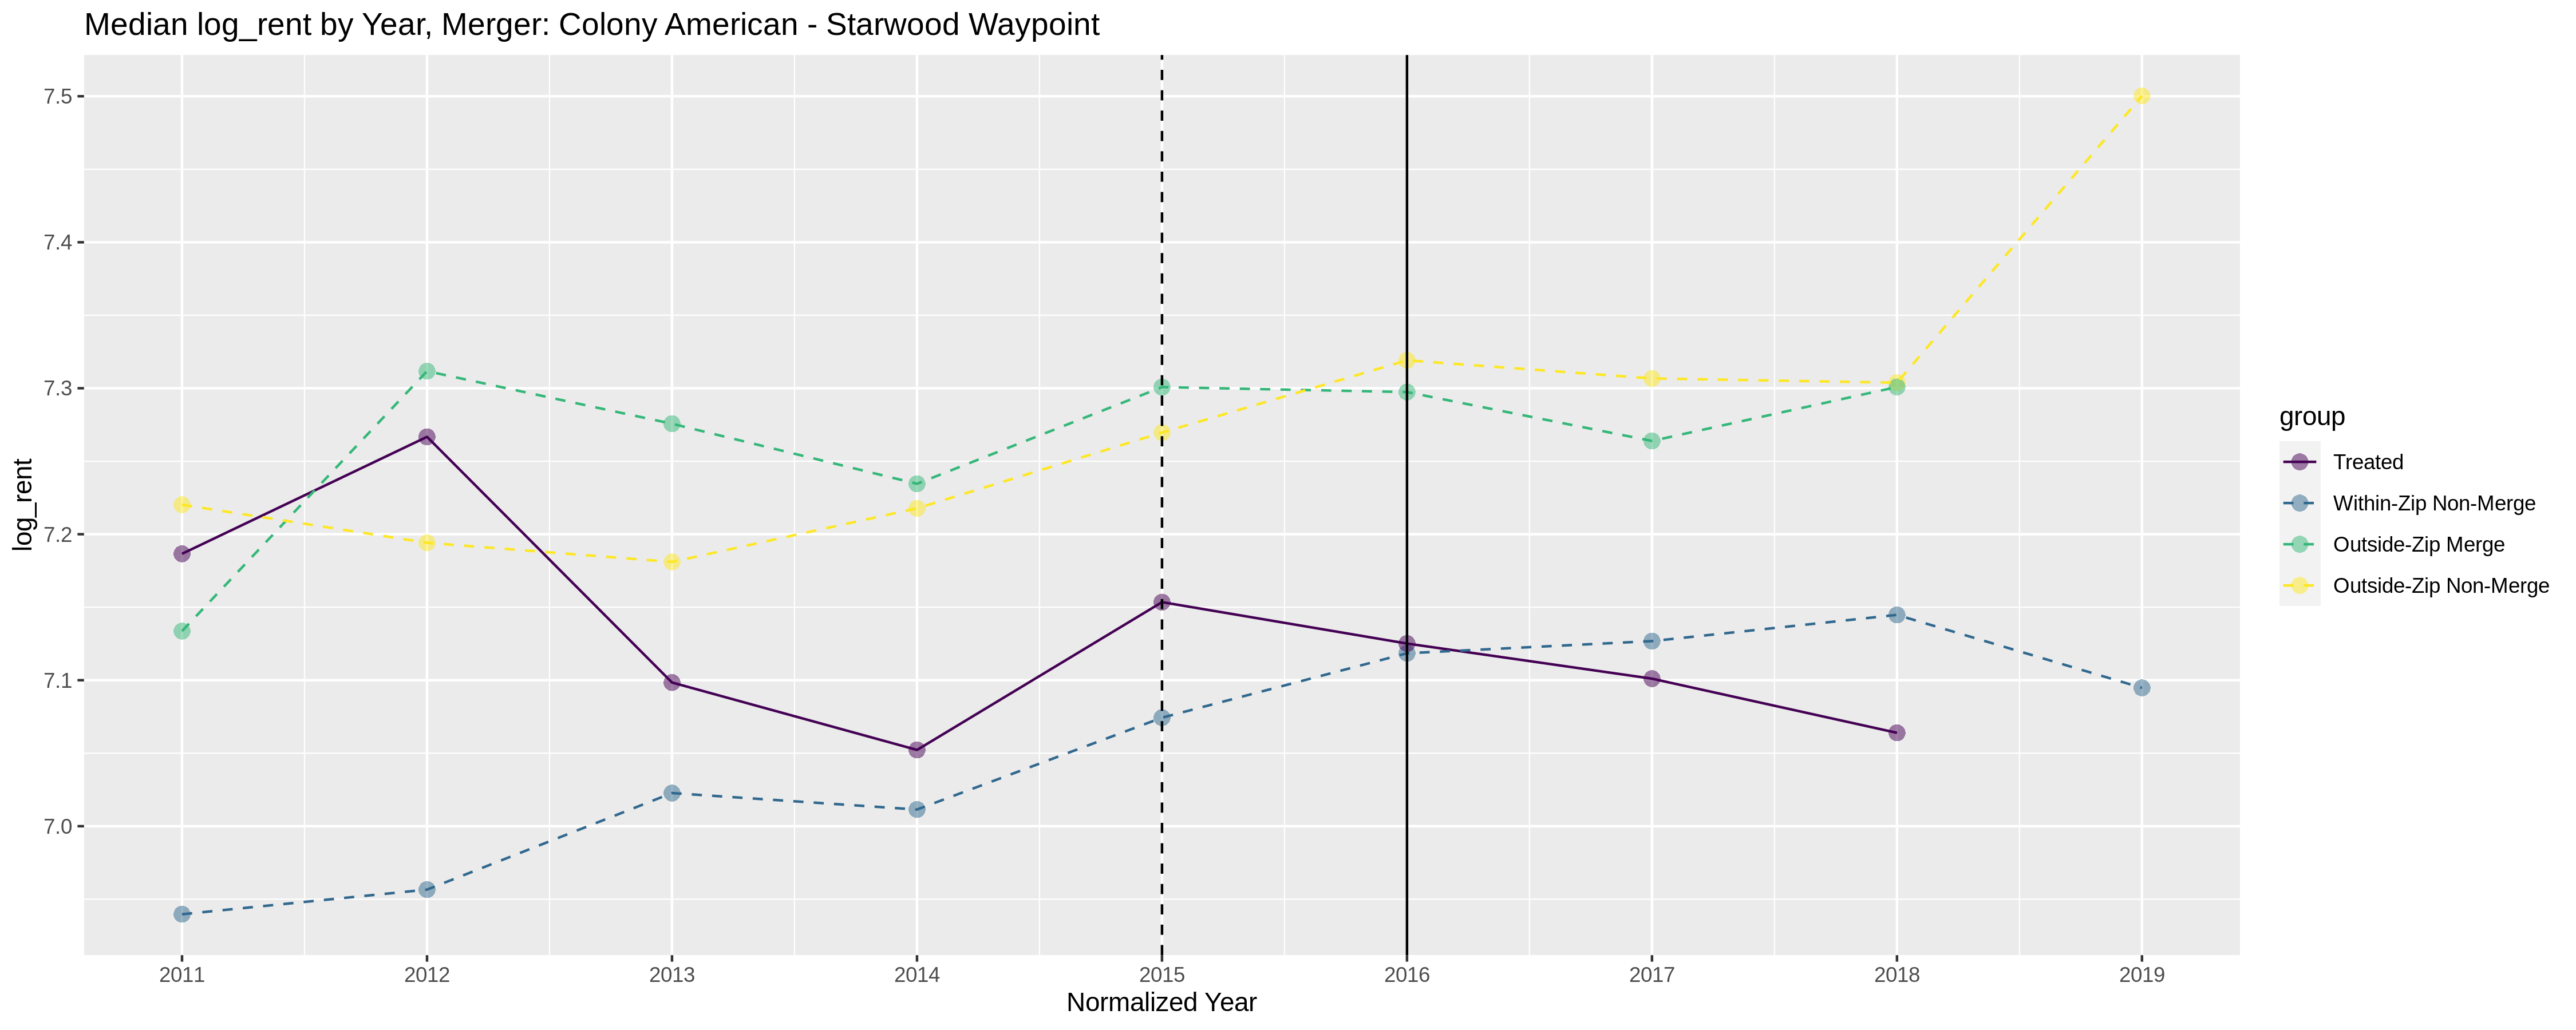 Median log_rent by Year, Merger: Colony American - Starwood Waypoint
7.5
7.4
7.3
7.2
7.1
7.0
log_rent
2011 2012 2013 2014 2015 2016 2017 2018 2019
Normalized Year
group
Treated
Within-Zip Non-Merge
Outside-Zip Merge
Outside-Zip Non-Merge